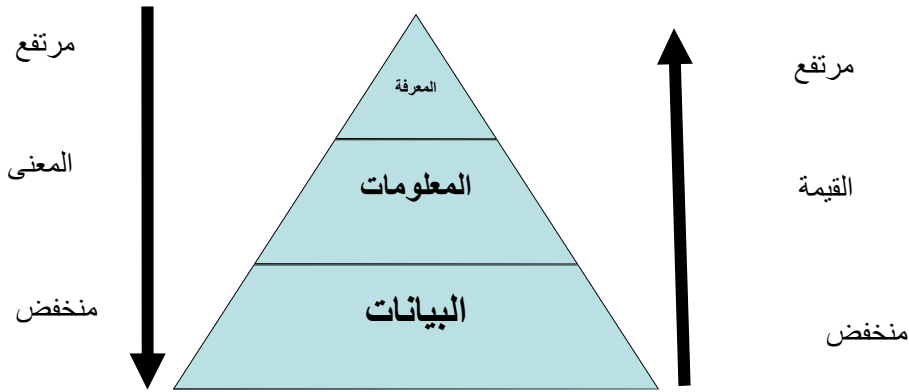 مرتفع
مرتفع
المعرفة
المعنى
القيمة
المعلومات
منخفض
منخفض
البيانات